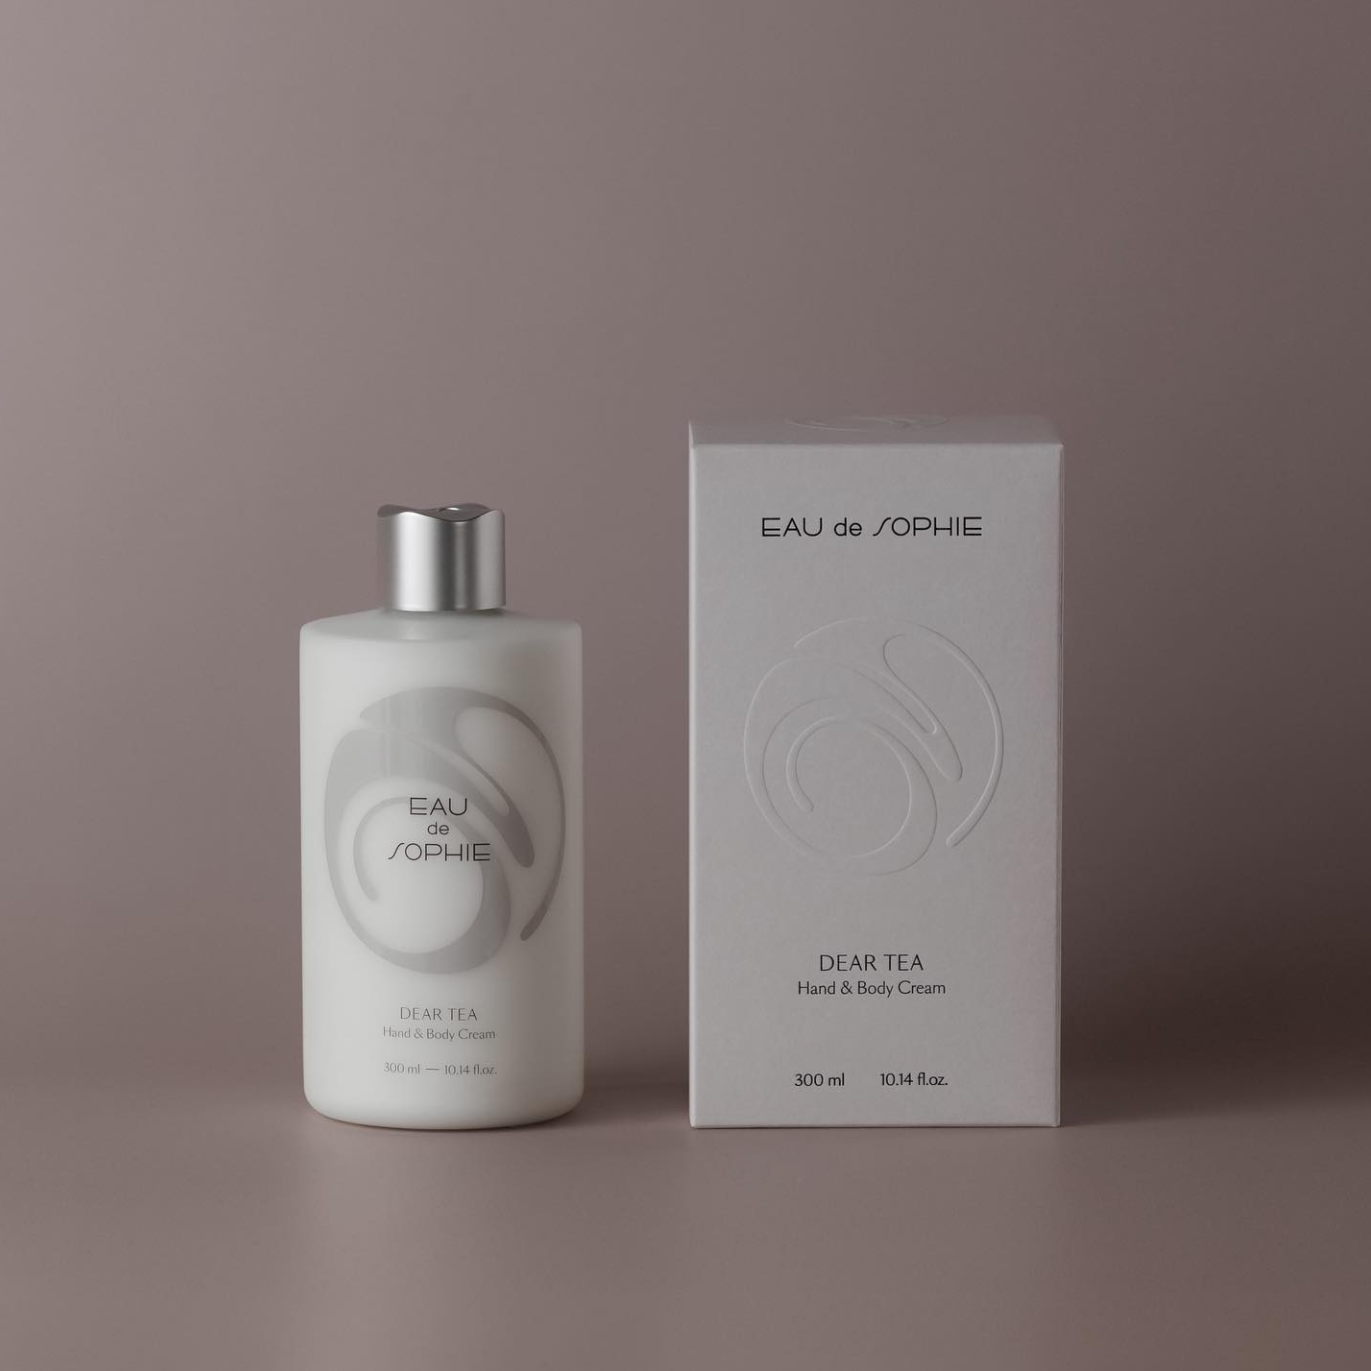 EAU
de
SOPHIE
DEAR TEA
Hand & Body Cream
300 ml — 10.14 fl.oz.
EAU de SOPHIE
DEAR TEA
Hand & Body Cream
300 ml 10.14 fl.oz.